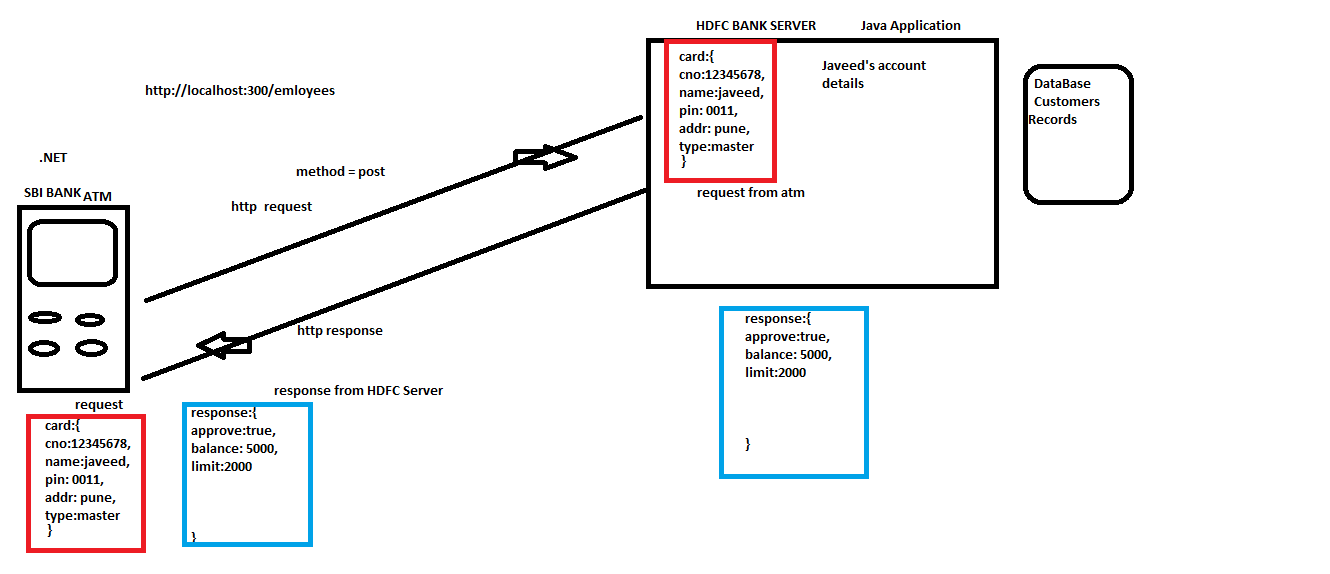 HDFC BANK SERVER
Java Application
card:{
cno:12345678,
name:javeed,
pin: 0011,
addr: pune,
type:master
}
Javeed's account
details
request from atm
DataBase
Customers
Records
http://localhost:300/emloyees
.NET
method = post
SBI BANK ATM
http  request
http response
response from HDFC Server
request
card:{
cno:12345678,
name:javeed,
pin: 0011,
addr: pune,
type:master
}
response:{
approve:true,
balance: 5000,
limit:2000
}
response:{
approve:true,
balance: 5000,
limit:2000
}